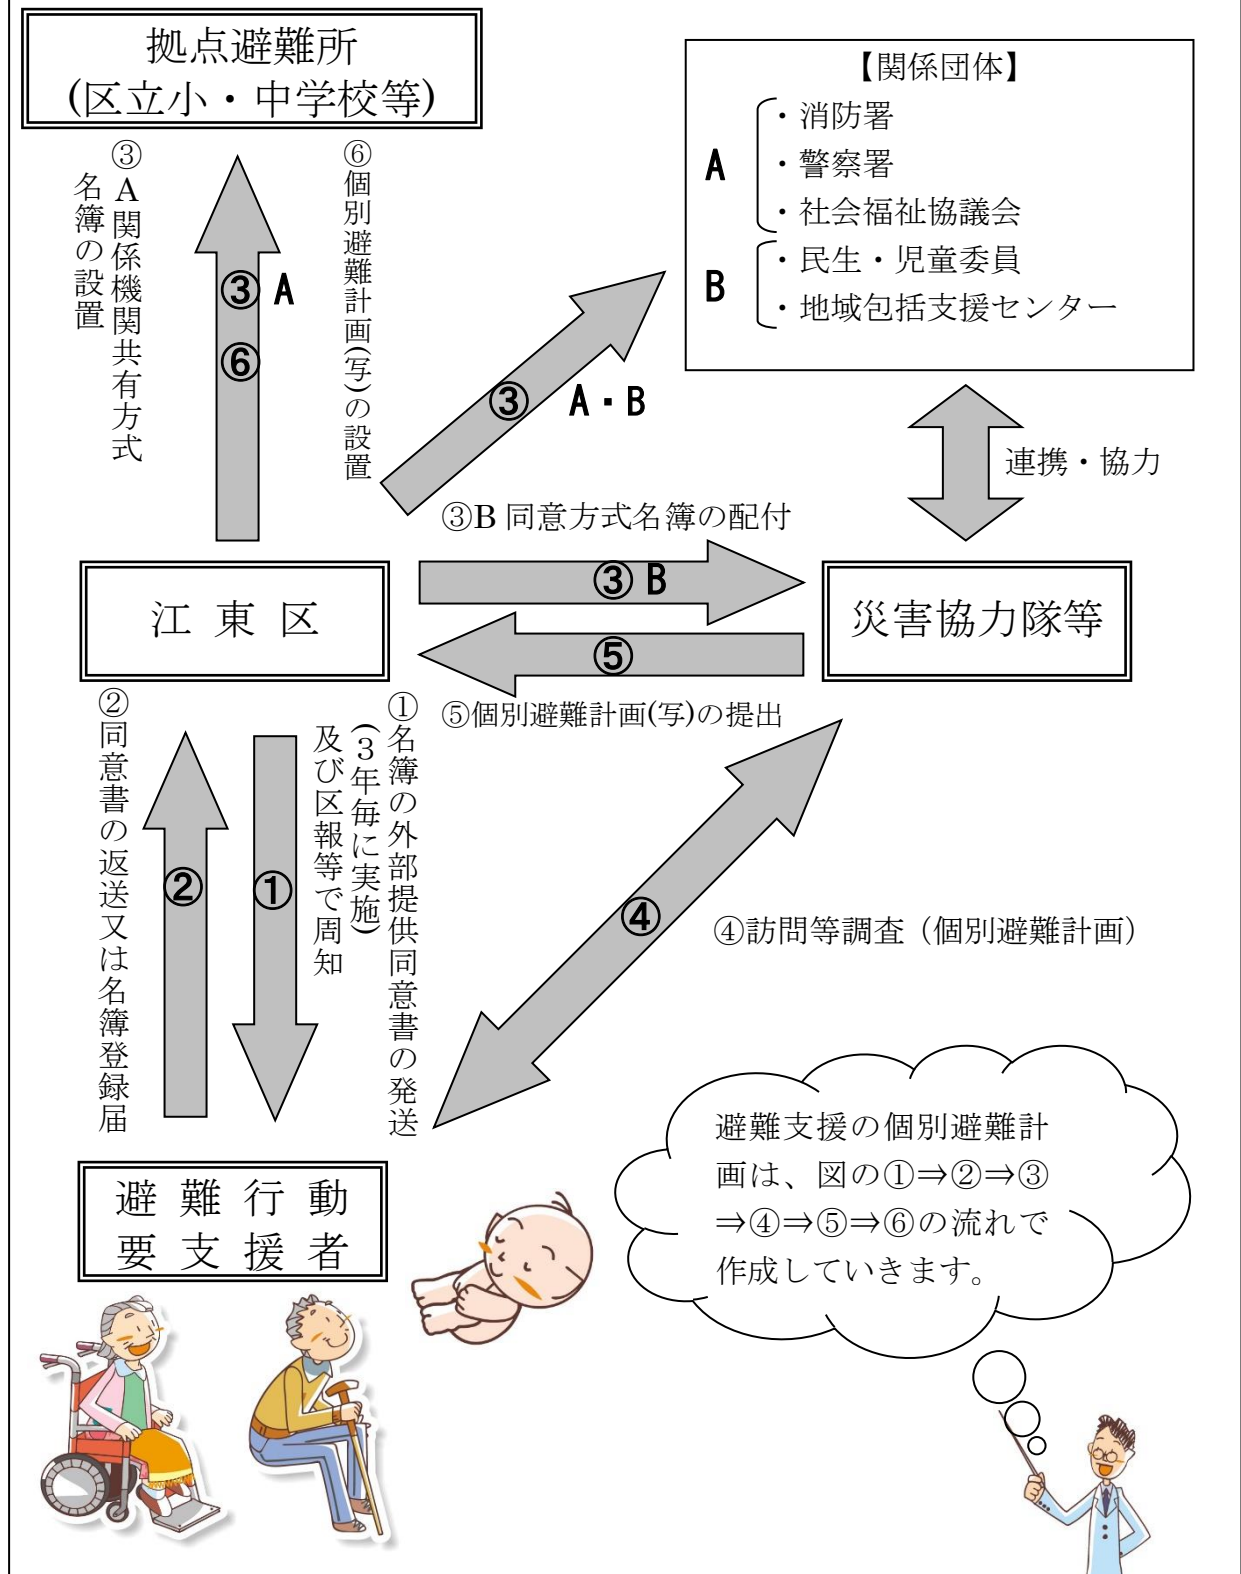 拠点避難所
(区立小・中学校等)
【関係団体】
A
・消防署
・警察署
・社会福祉協議会
B
・民生・児童委員
・地域包括支援センター
③A関係機関共有方式
名簿の設置
⑥個別避難計画(写)の設置
③ A
⑥
③ A・B
連携・協力
③B 同意方式名簿の配付
③ B
江東区
災害協力隊等
⑤
⑤個別避難計画(写)の提出
①名簿の外部提供同意書の発送
(3年毎に実施)
及び区報等で周知
②同意書の返送又は名簿登録届
②
①
④
④訪問等調査（個別避難計画）
避難行動
要支援者
避難支援の個別避難計
画は、図の①⇒②⇒③
⇒④⇒⑤⇒⑥の流れで
作成していきます。